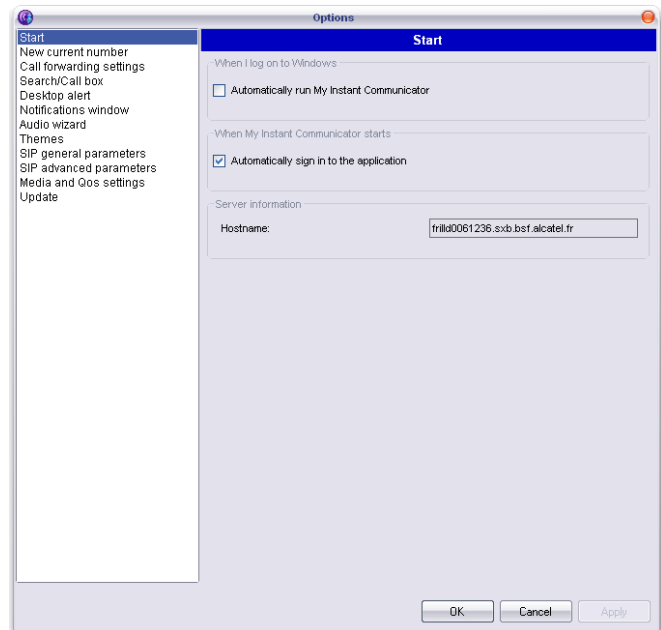 Options
Start
New current number
Call forwarding settings
Search/Call box
Desktop alert
Notifications window
Audio wizard
Themes
SIP general parameters
SIP advanced parameters
Media and Qos settings
Update
Start
When I log on to Windows
Automatically run My Instant Communicator
When My Instant Communicator starts
Automatically sign in to the application
Server information
Hostname: frilld0061236.sxb.bsf.alcatel.fr
OK Cancel Apply